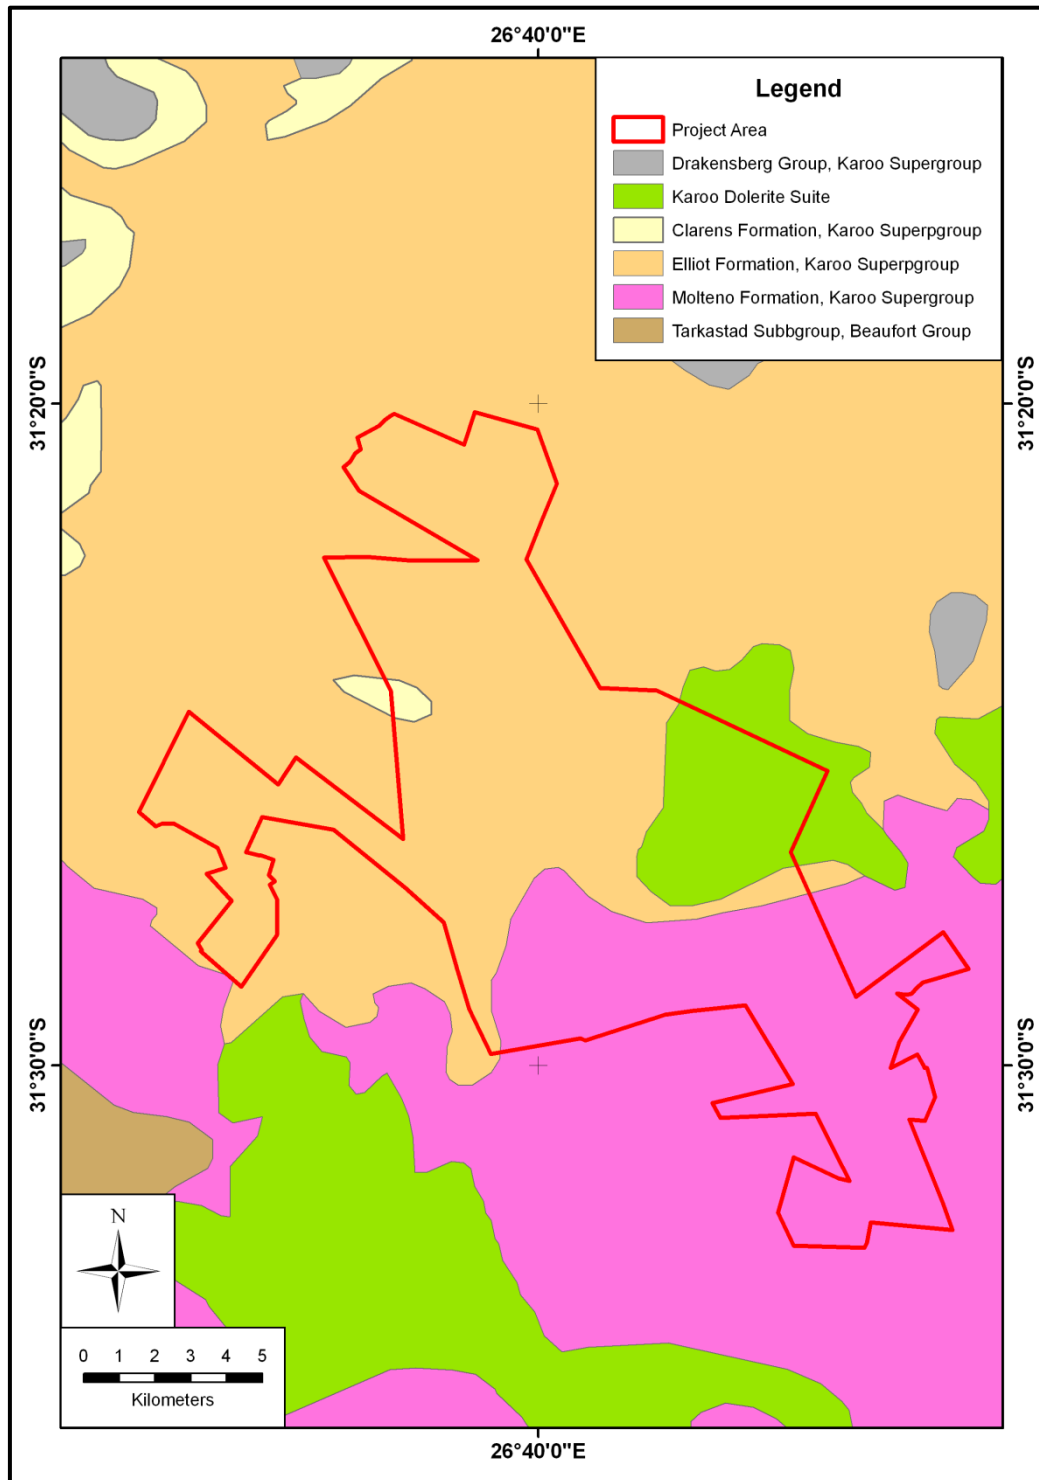 26°40'0"E
Legend
Project Area
Drakensberg Group, Karoo Supergroup
Karoo Dolerite Suite
Clarens Formation, Karoo Superpgroup
Elliot Formation, Karoo Superpgroup
Molteno Formation, Karoo Supergroup
Tarkastad Subbgroup, Beaufort Group
31°20'0"S
31°20'0"S
31°30'0"S
31°30'0"S
N
0 1 2 3 4 5
Kilometers
26°40'0"E